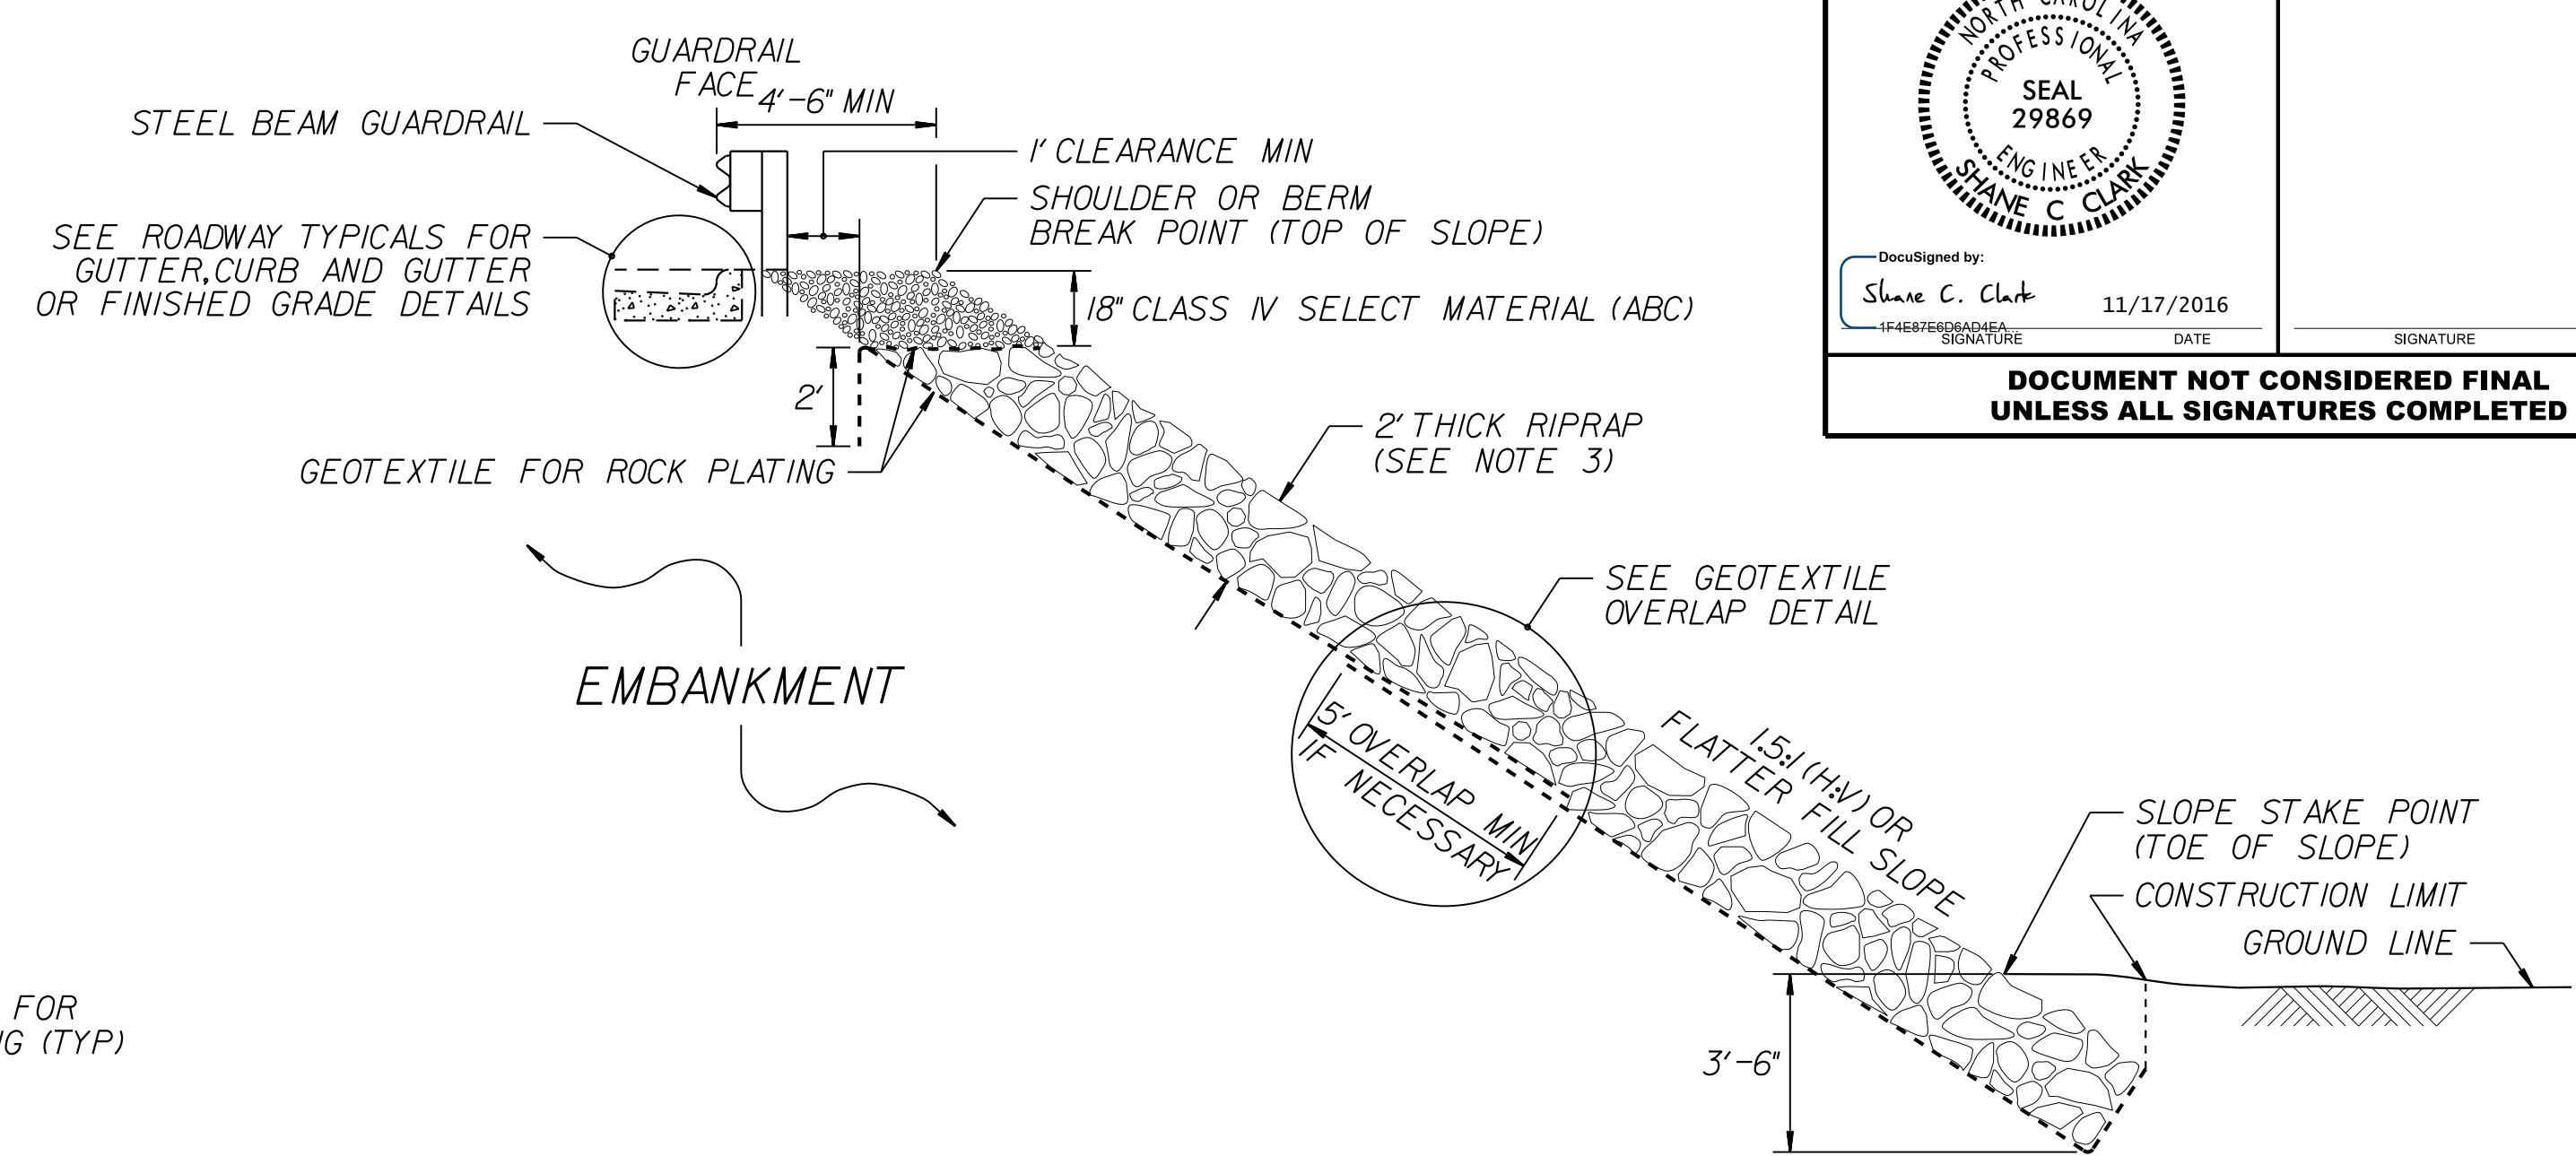 GUARDRAIL
FACE
4'-6" MIN
STEEL BEAM GUARDRAIL
1' CLEARANCE MIN
SHOULDER OR BERM
BREAK POINT (TOP OF SLOPE)
SEE ROADWAY TYPICALS FOR
GUTTER, CURB AND GUTTER
OR FINISHED GRADE DETAILS
18" CLASS IV SELECT MATERIAL (ABC)
2'
GEOTEXTILE FOR ROCK PLATING
2' THICK RIPRAP
(SEE NOTE 3)
SEE GEOTEXTILE
OVERLAP DETAIL
EMBANKMENT
5' OVERLAP MIN
IF NECESSARY
1.5:1 (H:V) OR
FLATTER FILL SLOPE
SLOPE STAKE POINT
(TOE OF SLOPE)
CONSTRUCTION LIMIT
GROUND LINE
3'-6"
FOR
NG (TYP)
NORTH CAROLINA
PROFESSIONAL
SEAL
29869
ENGINEER
SHANE C CLARK
DocuSigned by:
Shane C. Clark
11/17/2016
1F4E87E6D6AD4EA...
SIGNATURE
DATE
SIGNATURE
DOCUMENT NOT CONSIDERED FINAL
UNLESS ALL SIGNATURES COMPLETED